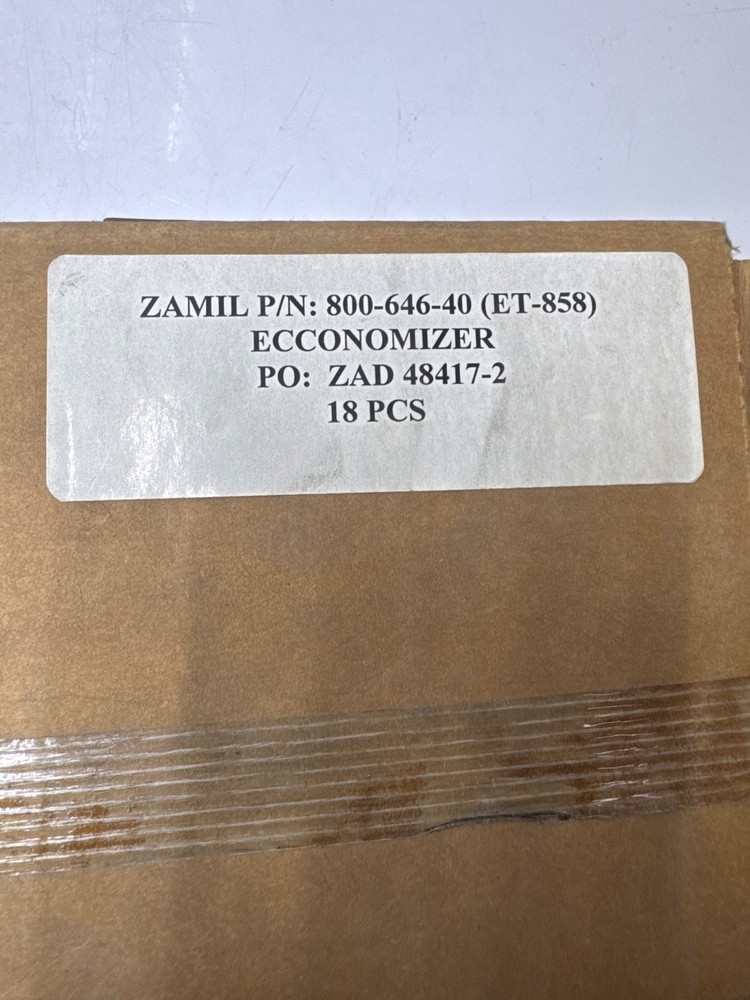 ZAMIL P/N: 800-646-40 (ET-858)
ECCONOMIZER
PO: ZAD 48417-2
18 PCS